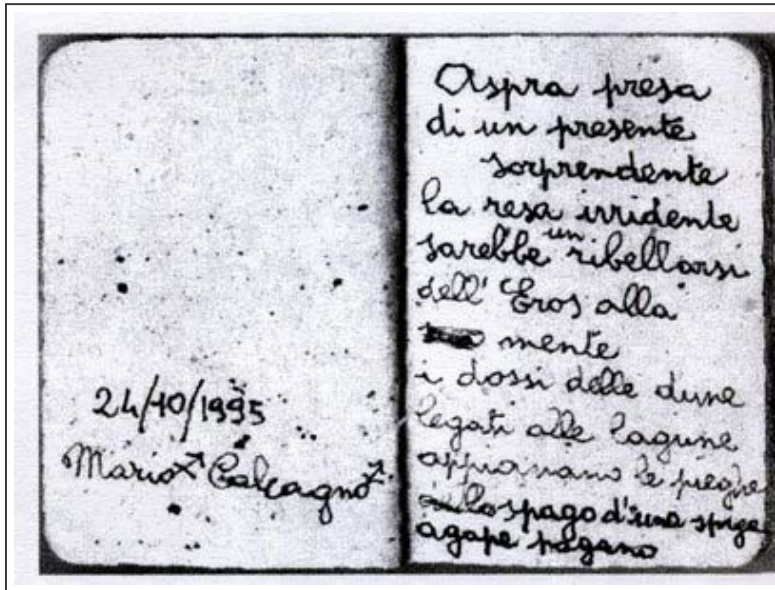 24/10/1995
Mario Calcagno
Aspra presa
di un presente
sorprendente
la resa irridente
sarebbe un ribellarsi
dell' Eros alla
mente
i dossi delle dune
legati alle lagune
appianano le pieghe
lo spago d'una spiga
agape pagano